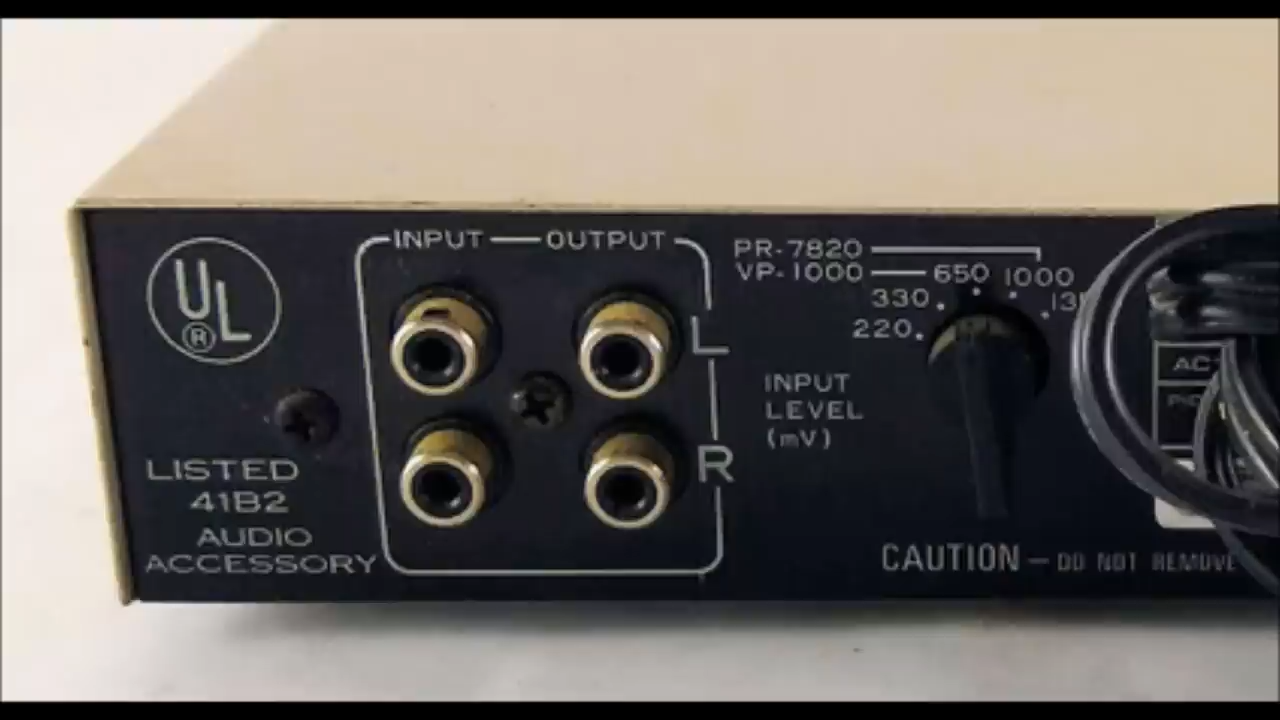 UL
®
LISTED
41B2
AUDIO
ACCESSORY
INPUT OUTPUT
L
R
PR-7820
VP-1000
650 1000
330
220
INPUT
LEVEL
(mV)
AC
CAUTION — DO NOT REMOVE